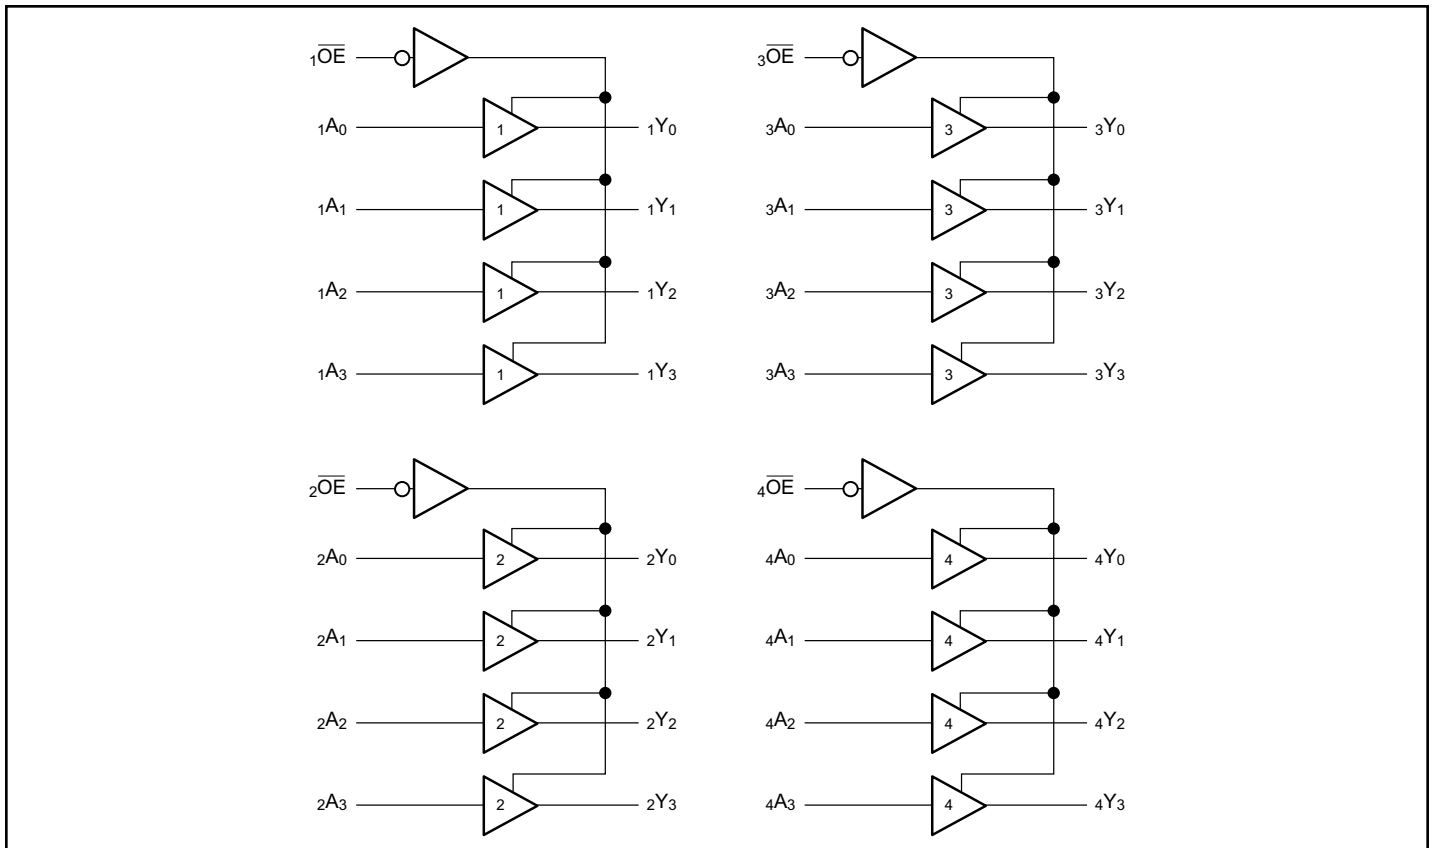 1OE 3OE
1A0 1 1Y0 3A0 3 3Y0
1A1 1 1Y1 3A1 3 3Y1
1A2 1 1Y2 3A2 3 3Y2
1A3 1 1Y3 3A3 3 3Y3
2OE 4OE
2A0 2 2Y0 4A0 4 4Y0
2A1 2 2Y1 4A1 4 4Y1
2A2 2 2Y2 4A2 4 4Y2
2A3 2 2Y3 4A3 4 4Y3